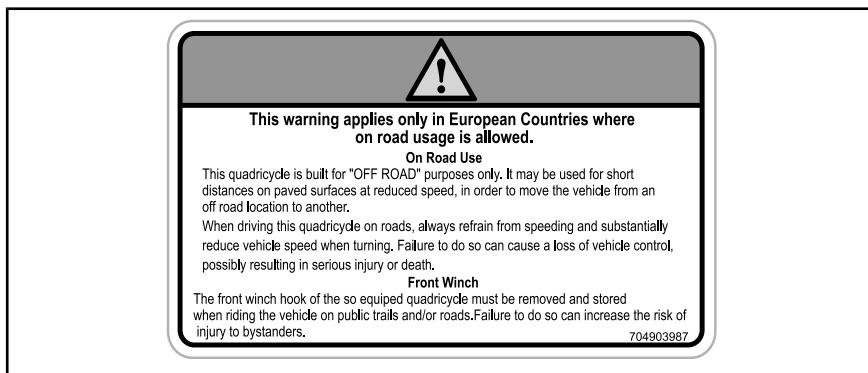 This warning applies only in European Countries where
on road usage is allowed.
On Road Use
This quadricycle is built for "OFF ROAD" purposes only. It may be used for short
distances on paved surfaces at reduced speed, in order to move the vehicle from an
off road location to another.
When driving this quadricycle on roads, always refrain from speeding and substantially
reduce vehicle speed when turning. Failure to do so can cause a loss of vehicle control,
possibly resulting in serious injury or death.
Front Winch
The front winch hook of the so equiped quadricycle must be removed and stored
when riding the vehicle on public trails and/or roads.Failure to do so can increase the risk of
injury to bystanders.
704903987